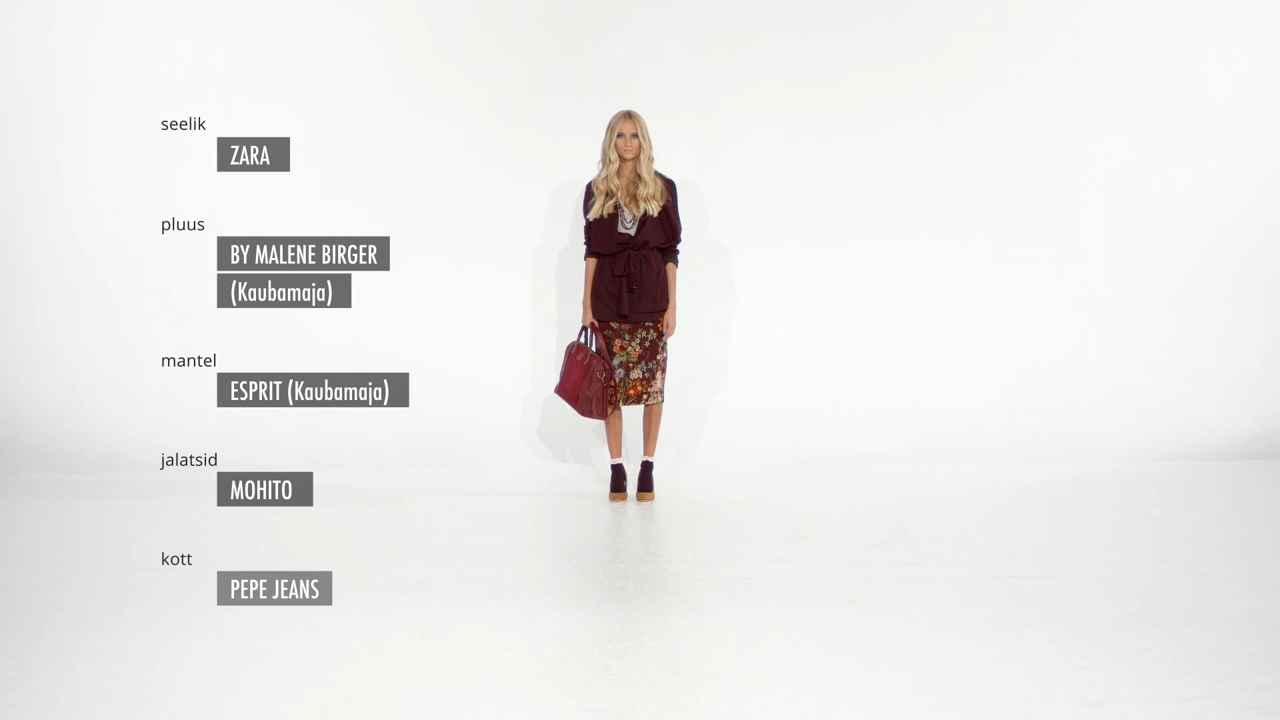 seelik
ZARA
pluus
BY MALENE BIRGER
(Kaubamaja)
mantel
ESPRIT (Kaubamaja)
jalatsid
MOHITO
kott
PEPE JEANS